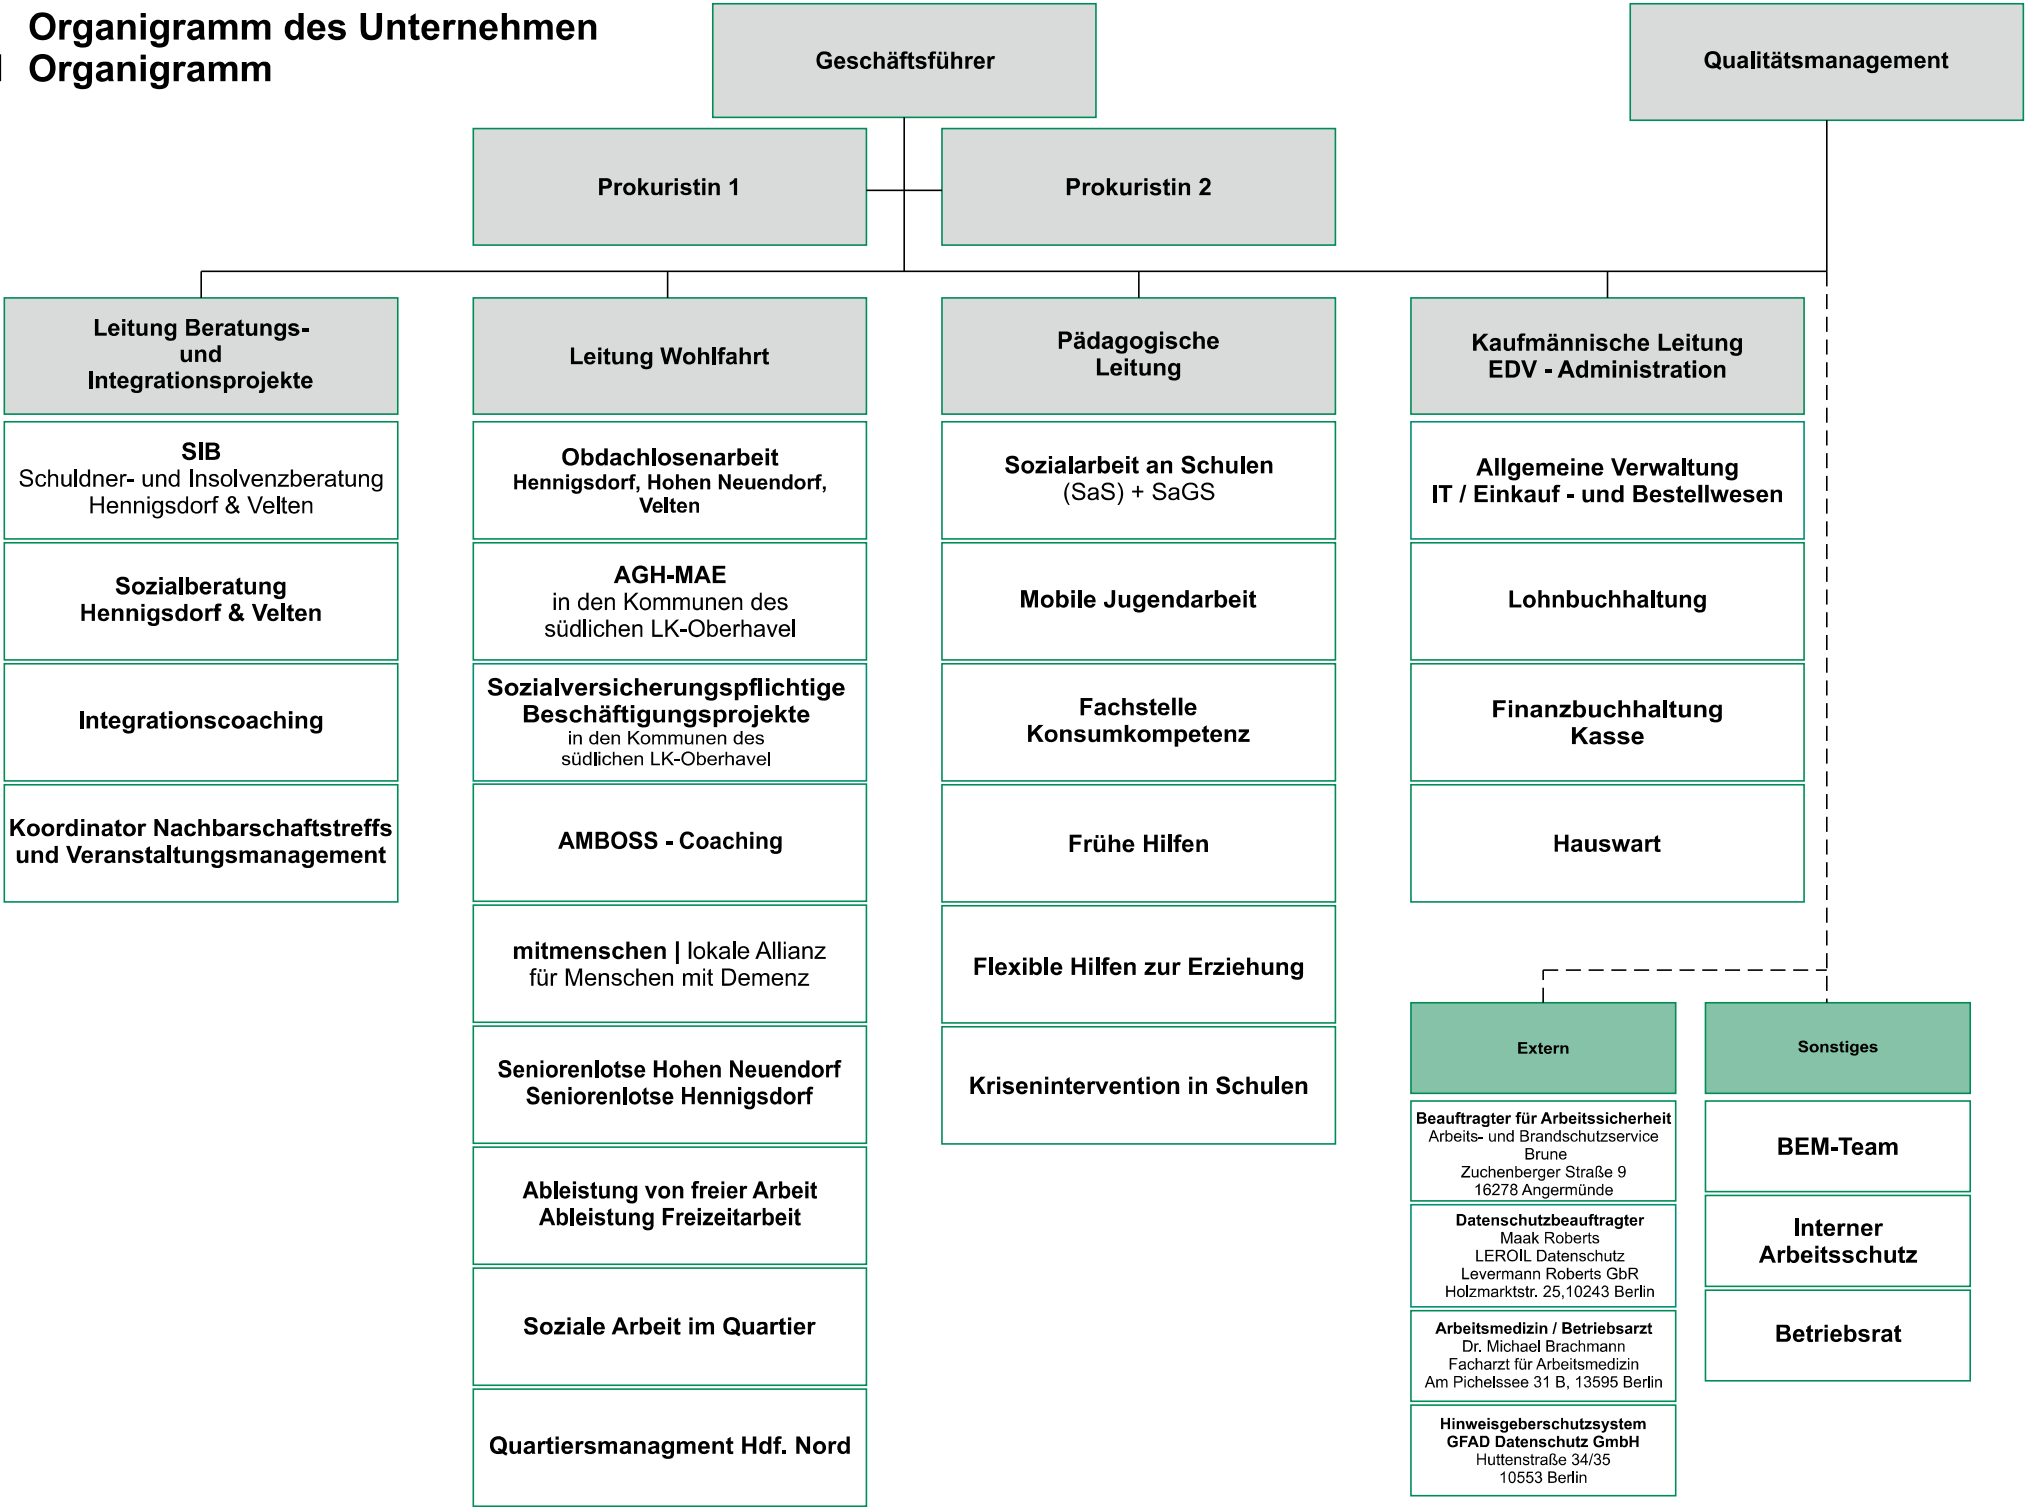 Organigramm des Unternehmen
Organigramm
Geschäftsführer
Qualitätsmanagement
Prokuristin 1
Prokuristin 2
Leitung Beratungs-
und
Integrationsprojekte
SIB
Schuldner- und Insolvenzberatung
Hennigsdorf & Velten
Sozialberatung
Hennigsdorf & Velten
Integrationscoaching
Koordinator Nachbarschaftstreffs
und Veranstaltungsmanagement
Leitung Wohlfahrt
Obdachlosenarbeit
Hennigsdorf, Hohen Neuendorf,
Velten
AGH-MAE
in den Kommunen des
südlichen LK-Oberhavel
Sozialversicherungspflichtige
Beschäftigungsprojekte
in den Kommunen des
südlichen LK-Oberhavel
AMBOSS - Coaching
mitmenschen | lokale Allianz
für Menschen mit Demenz
Seniorenlotse Hohen Neuendorf
Seniorenlotse Hennigsdorf
Ableistung von freier Arbeit
Ableistung Freizeitarbeit
Soziale Arbeit im Quartier
Quartiersmanagment Hdf. Nord
Pädagogische
Leitung
Sozialarbeit an Schulen
(SaS) + SaGS
Mobile Jugendarbeit
Fachstelle
Konsumkompetenz
Frühe Hilfen
Flexible Hilfen zur Erziehung
Krisenintervention in Schulen
Kaufmännische Leitung
EDV - Administration
Allgemeine Verwaltung
IT / Einkauf - und Bestellwesen
Lohnbuchhaltung
Finanzbuchhaltung
Kasse
Hauswart
Extern
Beauftragter für Arbeitssicherheit
Arbeits- und Brandschutzservice
Brune
Zuchenberger Straße 9
16278 Angermünde
Datenschutzbeauftragter
Maak Roberts
LEROIL Datenschutz
Levermann Roberts GbR
Holzmarktstr. 25,10243 Berlin
Arbeitsmedizin / Betriebsarzt
Dr. Michael Brachmann
Facharzt für Arbeitsmedizin
Am Pichelssee 31 B, 13595 Berlin
Hinweisgeberschutzsystem
GFAD Datenschutz GmbH
Huttenstraße 34/35
10553 Berlin
Sonstiges
BEM-Team
Interner
Arbeitsschutz
Betriebsrat